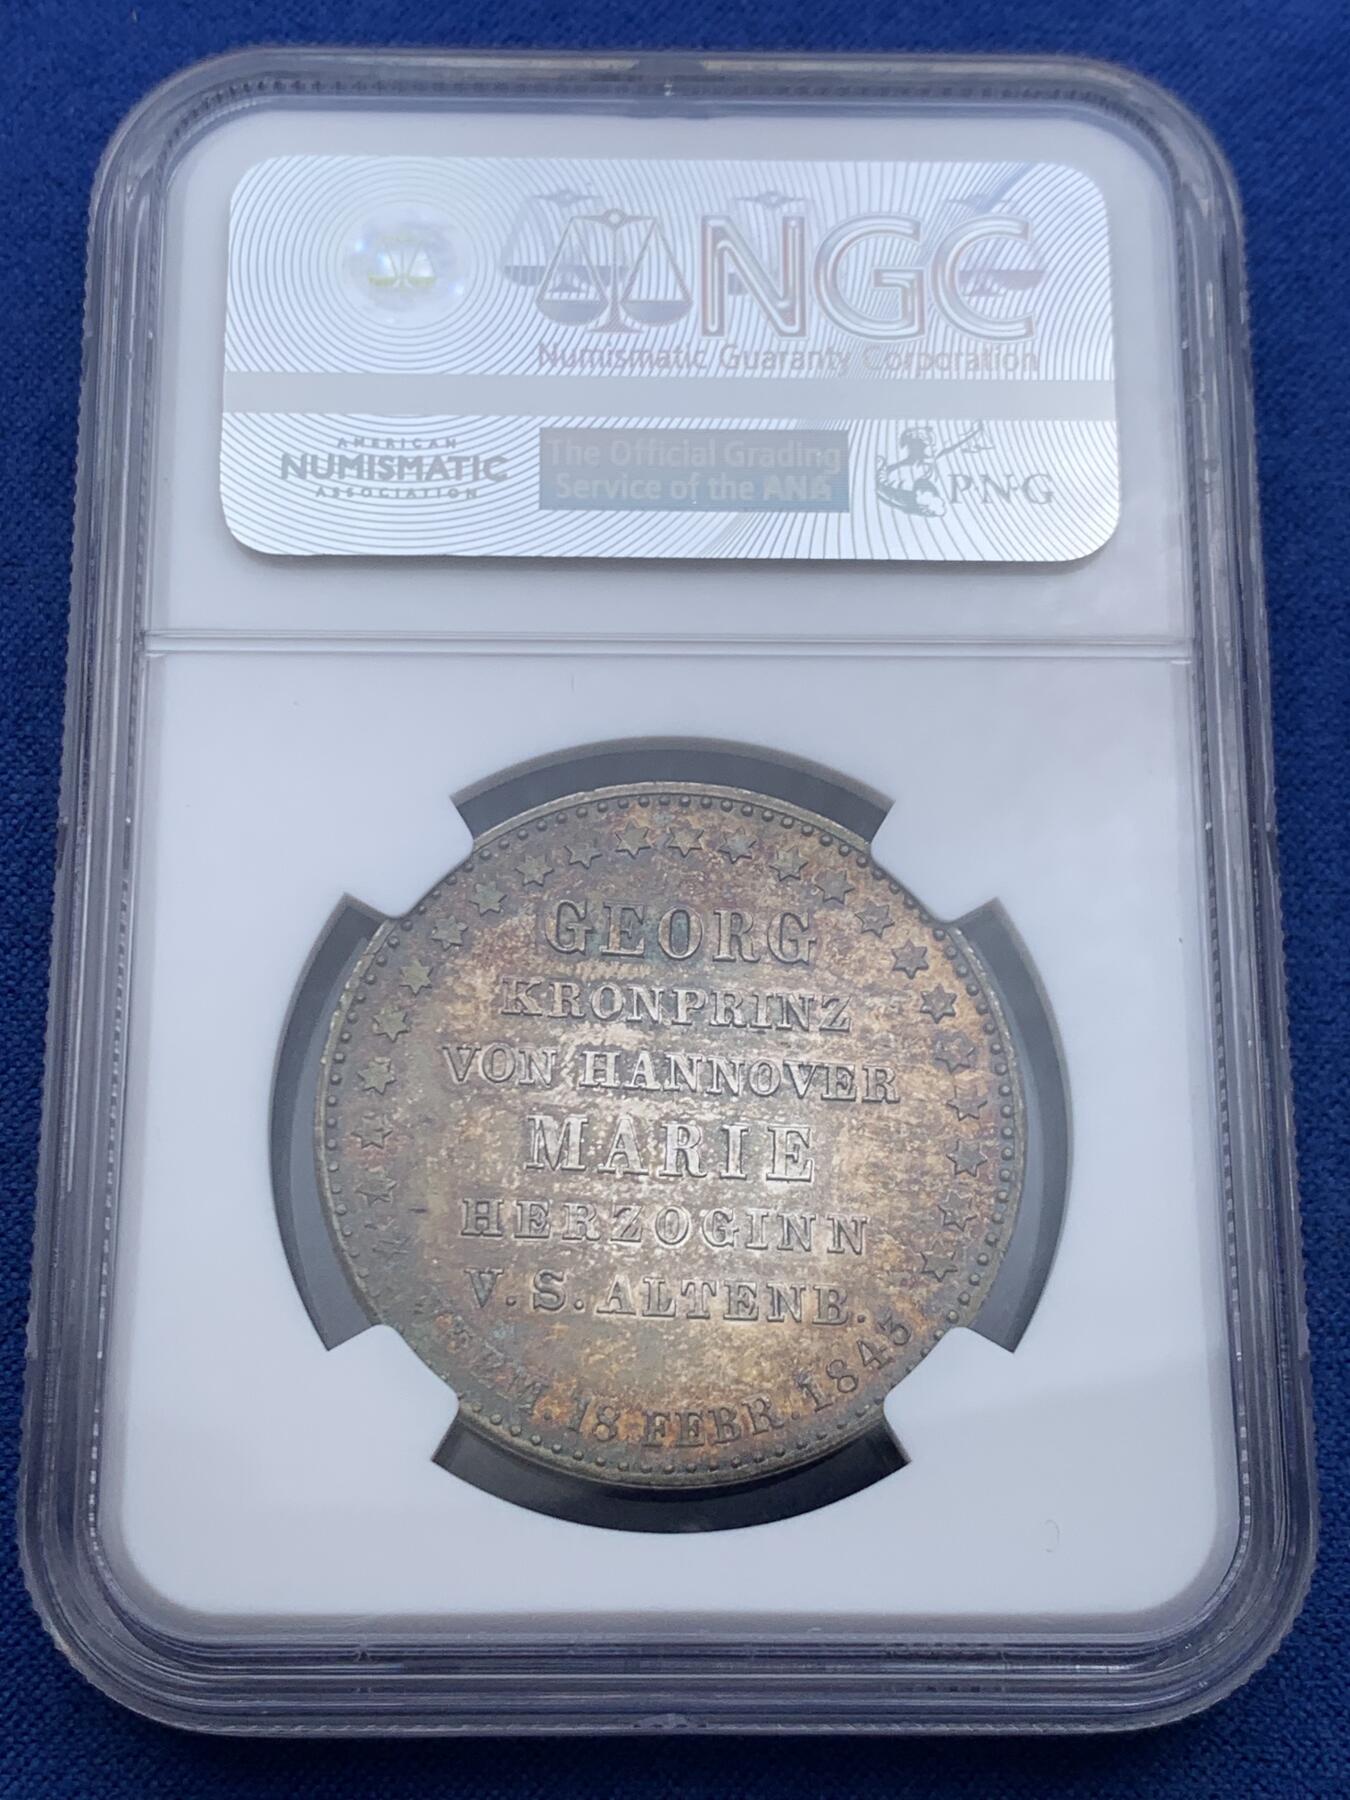 NGC
Numismatic Guaranty Corporation
AMERICAN
NUMISMATIC
ASSOCIATION
The Official Grading
Service of the ANA
PNG
GEORG
KRONPRINZ
VON HANNOVER
MARIE
HERZOGINN
V. S. ALTENB.
VERM. 18 FEBR. 1843